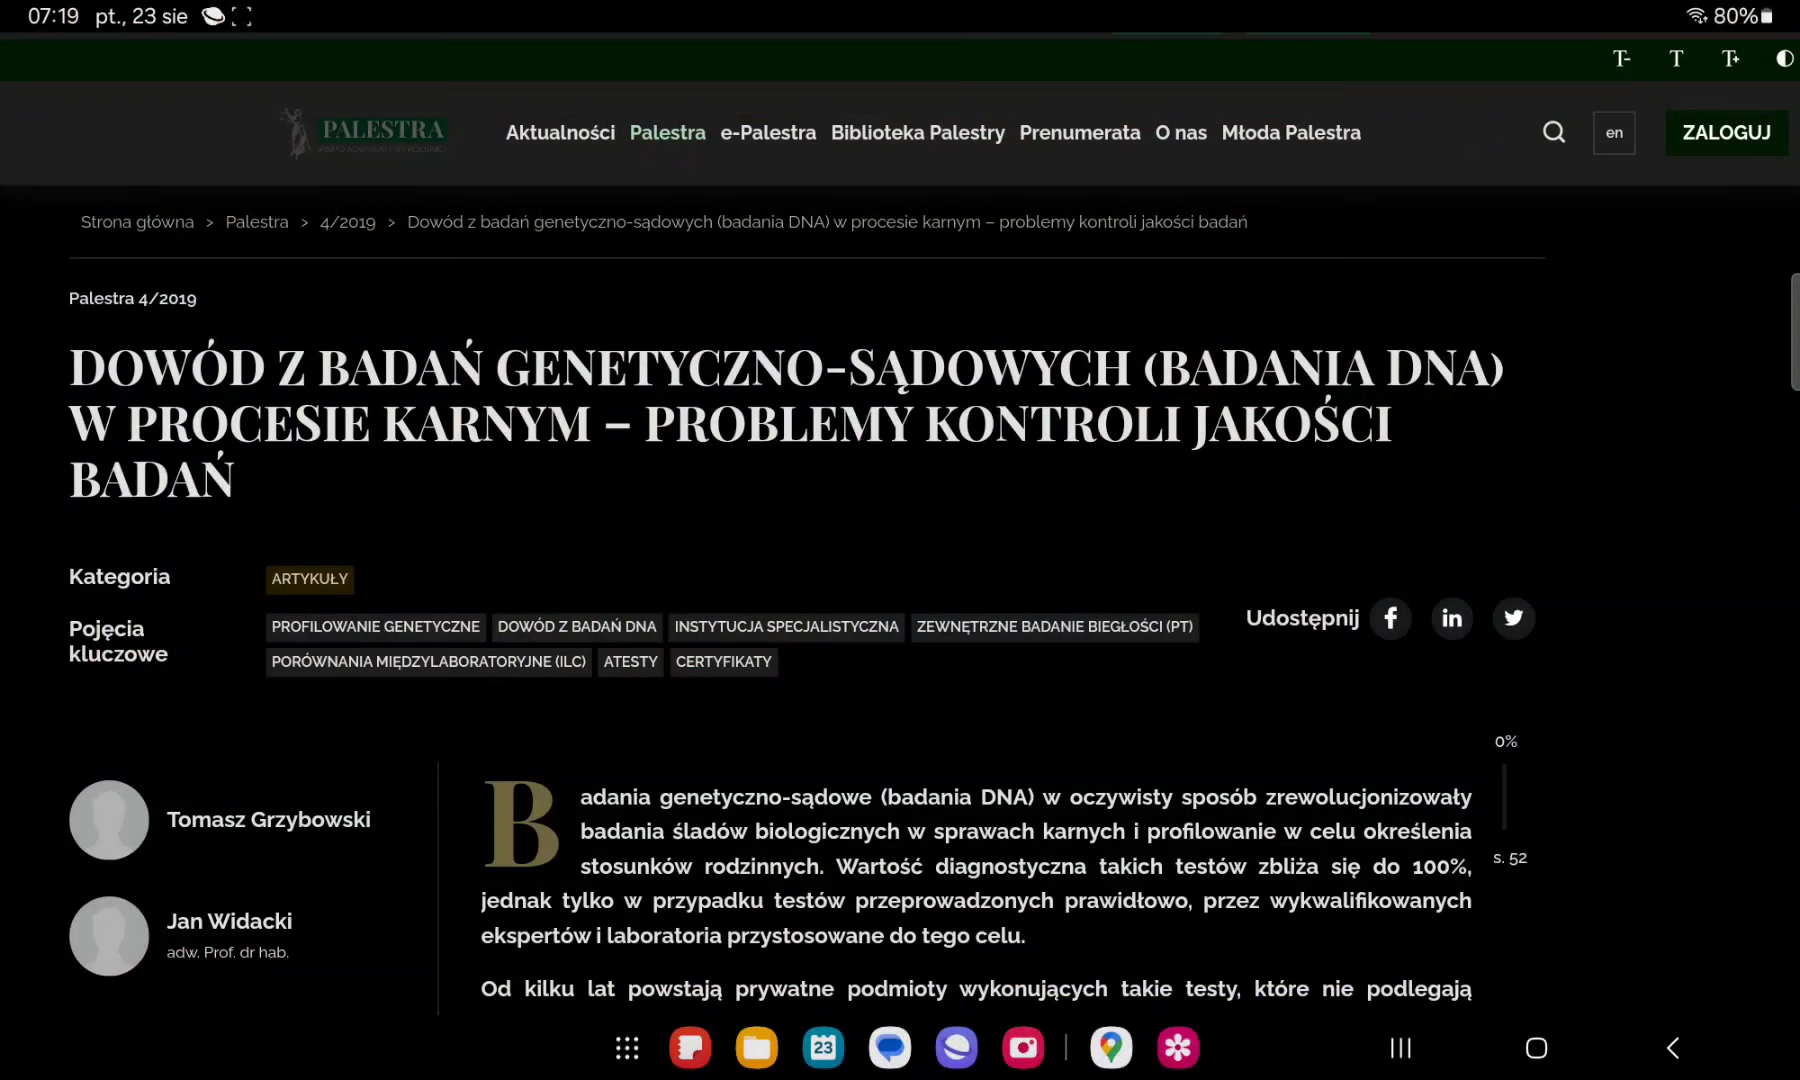 07:19 pt., 23 sie
80%
T- T T+
PALESTRA
Aktualności Palestra e-Palestra Biblioteka Palestry Prenumerata O nas Młoda Palestra
en
ZALOGUJ
Strona główna > Palestra > 4/2019 > Dowód z badań genetyczno-sądowych (badania DNA) w procesie karnym – problemy kontroli jakości badań
Palestra 4/2019
DOWÓD Z BADAŃ GENETYCZNO-SĄDOWYCH (BADANIA DNA)
W PROCESIE KARNYM – PROBLEMY KONTROLI JAKOŚCI
BADAŃ
Kategoria
ARTYKUŁY
Pojęcia
kluczowe
PROFILOWANIE GENETYCZNE DOWÓD Z BADAŃ DNA INSTYTUCJA SPECJALISTYCZNA ZEWNĘTRZNE BADANIE BIEGŁOŚCI (PT)
PORÓWNANIA MIĘDZYLABORATORYJNE (ILC) ATESTY CERTYFIKATY
Udostępnij
0%
s. 52
Tomasz Grzybowski
Jan Widacki
adw. Prof. dr hab.
Badania genetyczno-sądowe (badania DNA) w oczywisty sposób zrewolucjonizowały
badania śladów biologicznych w sprawach karnych i profilowanie w celu określenia
stosunków rodzinnych. Wartość diagnostyczna takich testów zbliża się do 100%,
jednak tylko w przypadku testów przeprowadzonych prawidłowo, przez wykwalifikowanych
ekspertów i laboratoria przystosowane do tego celu.
Od kilku lat powstają prywatne podmioty wykonujących takie testy, które nie podlegają
23